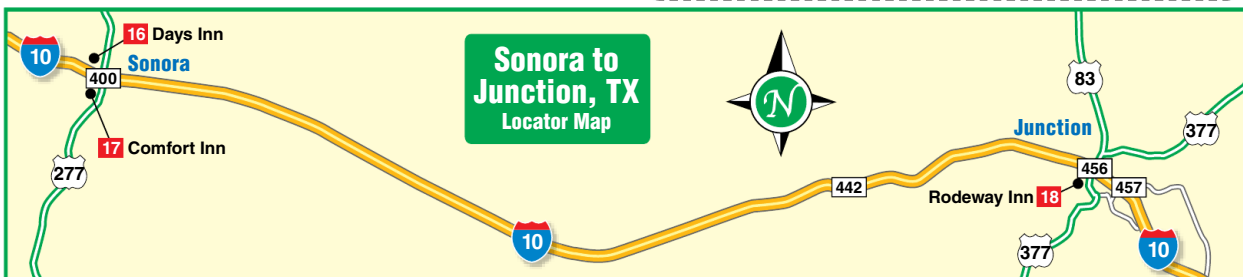 16 Days Inn
10
Sonora
400
17 Comfort Inn
277
Sonora to
Junction, TX
Locator Map
N
10
442
83
Junction
377
456
457
Rodeway Inn 18
377
10